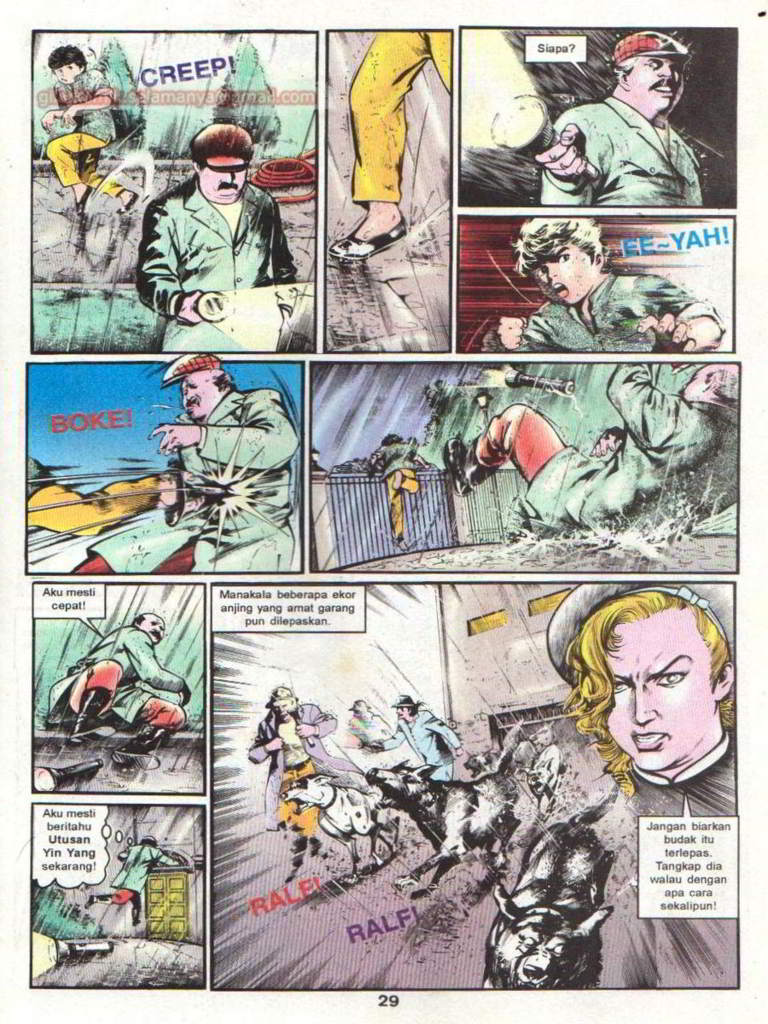 CREEP!
Siapa?
EE~YAH!
BOKE!
Aku mesti
cepat!
Aku mesti
beritahu
Utusan
Yin Yang
sekarang!
Manakala beberapa ekor
anjing yang amat garang
pun dilepaskan.
RALF!
RALF!
Jangan biarkan
budak itu
terlepas.
Tangkap dia
walau dengan
apa cara
sekalipun!
29